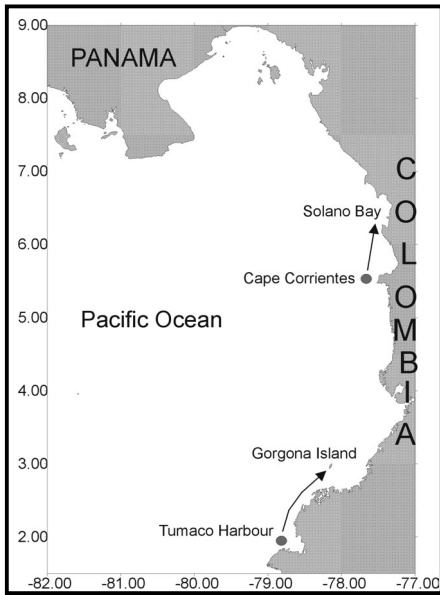 9.00
PANAMA
8.00
7.00
COLOMBIA
Solano Bay
6.00
Cape Corrientes
5.00
Pacific Ocean
4.00
Gorgona Island
3.00
Tumaco Harbour
2.00
-82.00 -81.00 -80.00 -79.00 -78.00 -77.00